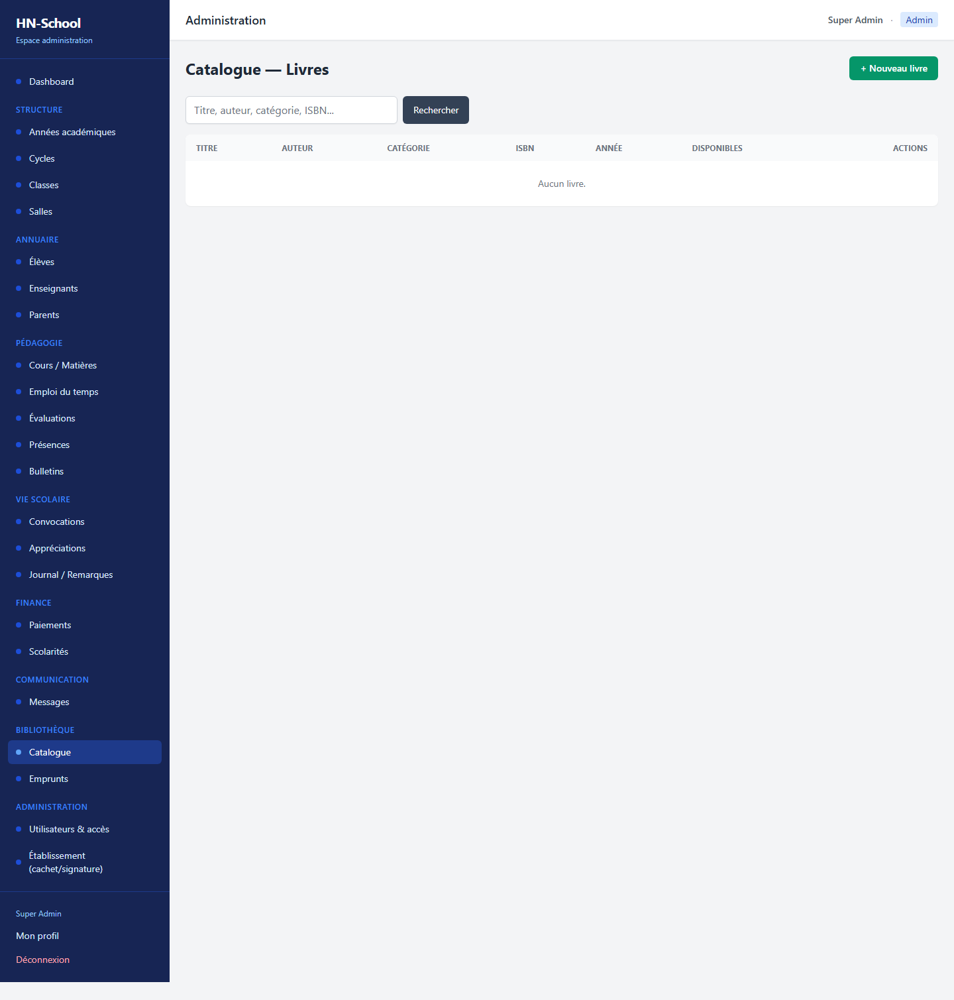 HN-School
Espace administration
Dashboard
STRUCTURE
Années académiques
Cycles
Classes
Salles
ANNUAIRE
Élèves
Enseignants
Parents
PÉDAGOGIE
Cours / Matières
Emploi du temps
Évaluations
Présences
Bulletins
VIE SCOLAIRE
Convocations
Appréciations
Journal / Remarques
FINANCE
Paiements
Scolarités
COMMUNICATION
Messages
BIBLIOTHÈQUE
Catalogue
Emprunts
ADMINISTRATION
Utilisateurs & accès
Établissement
(cachet/signature)
Super Admin
Mon profil
Déconnexion
Administration
Super Admin · Admin
Catalogue — Livres
+ Nouveau livre
Titre, auteur, catégorie, ISBN...
Rechercher
TITRE AUTEUR CATÉGORIE ISBN ANNÉE DISPONIBLES ACTIONS
Aucun livre.